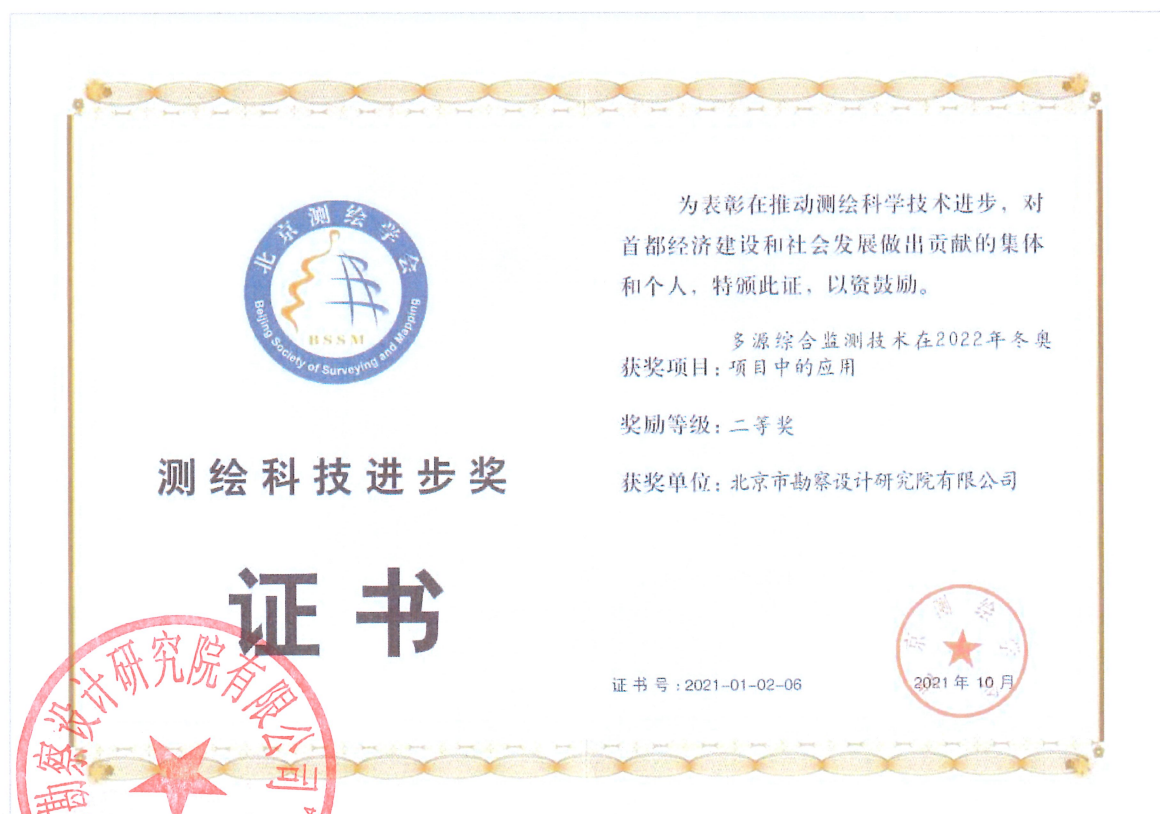 北京测绘学会
BSSM
Beijing Society of Surveying and Mapping
测绘科技进步奖
证书
勘察设计研究院有限公司
为表彰在推动测绘科学技术进步，对
首都经济建设和社会发展做出贡献的集体
和个人，特颁此证，以资鼓励。
获奖项目：多源综合监测技术在2022年冬奥
项目中的应用
奖励等级：二等奖
获奖单位：北京市勘察设计研究院有限公司
证书号：2021-01-02-06
京测绘学
2021年10月